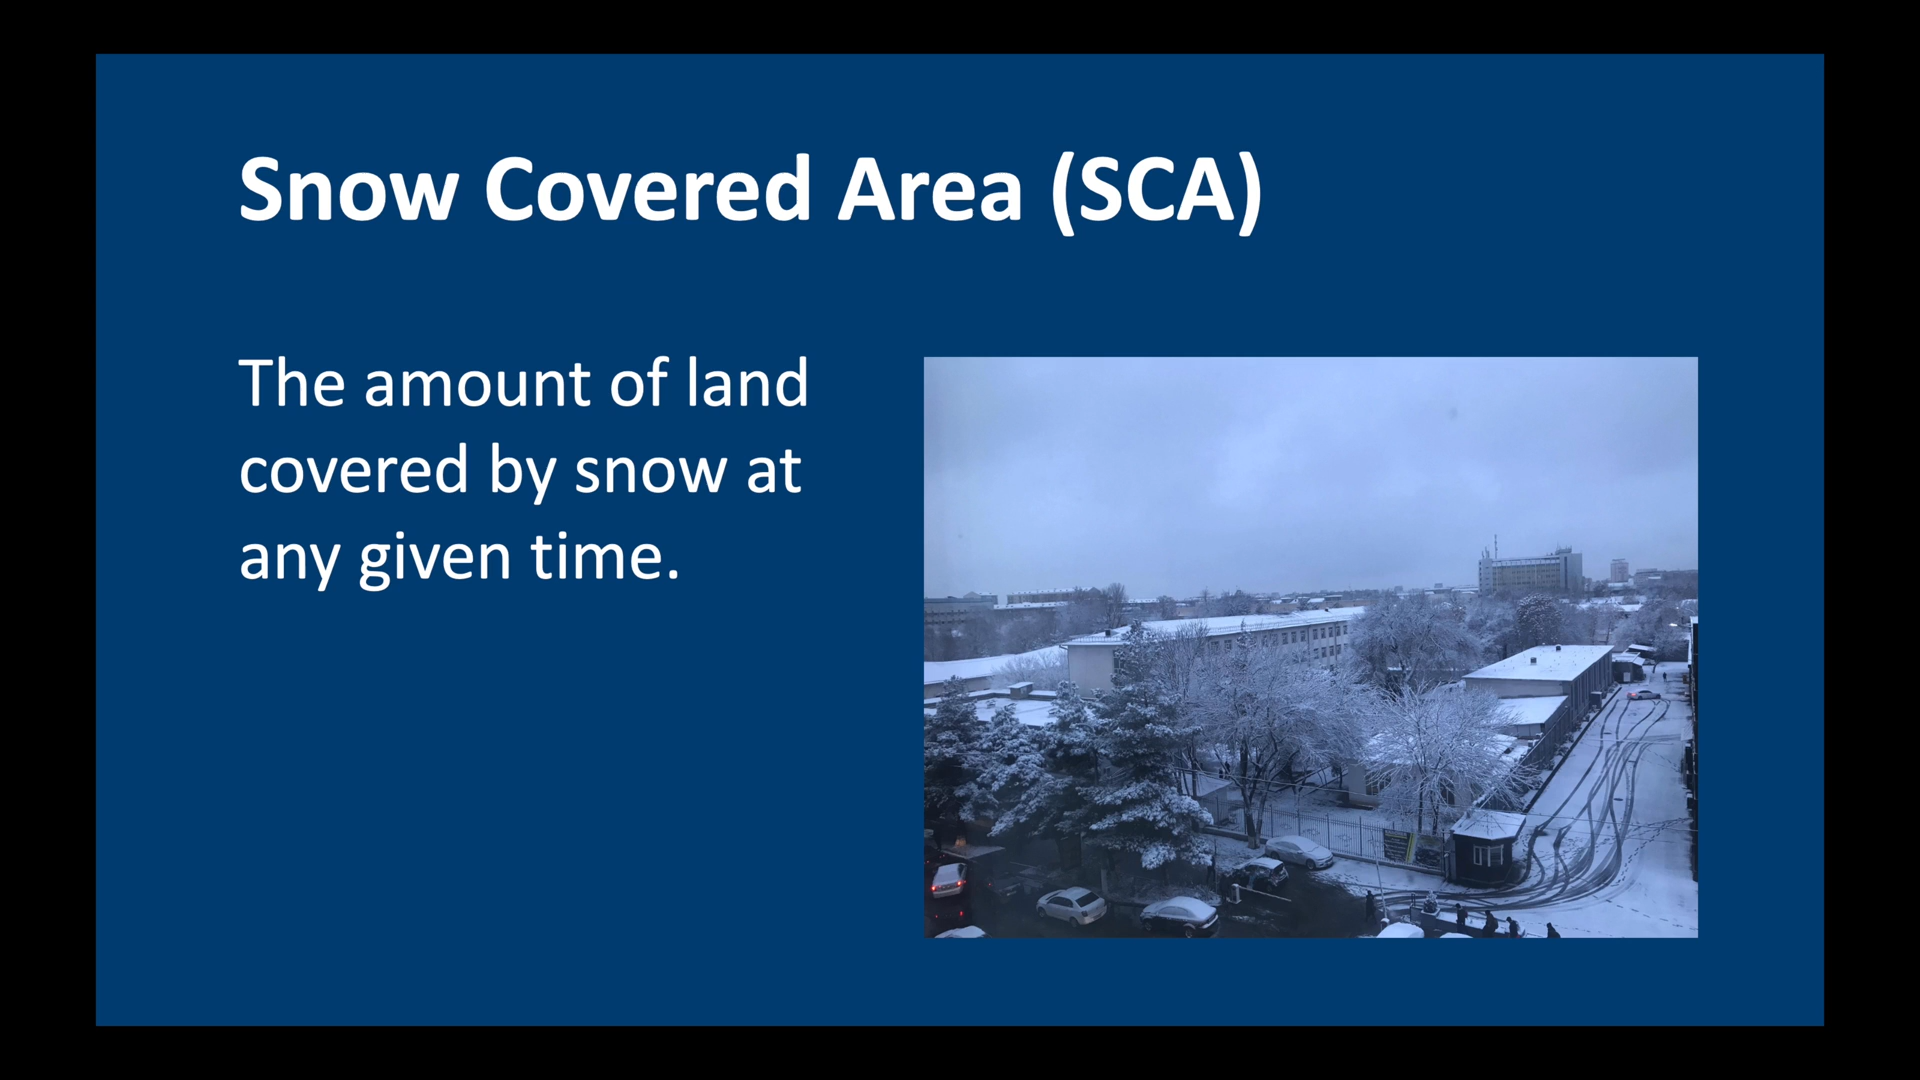 Snow Covered Area (SCA)
The amount of land
covered by snow at
any given time.